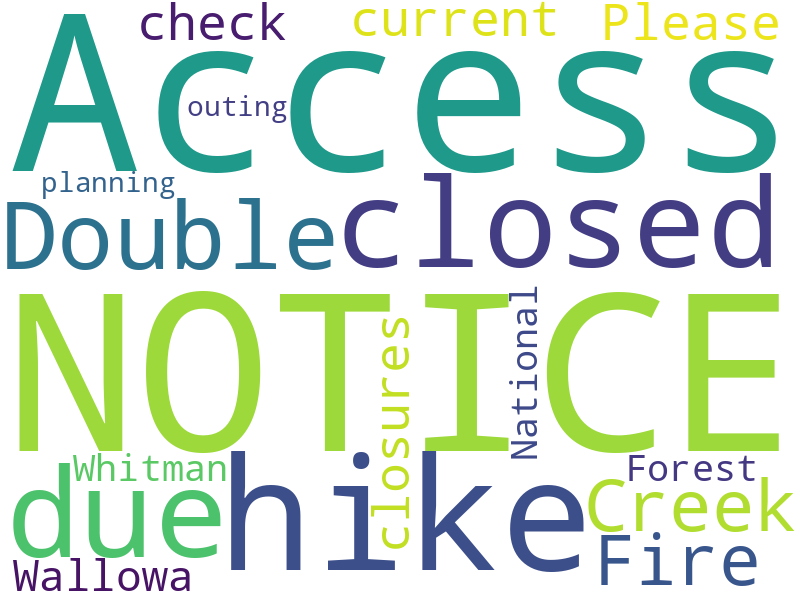 check current Please
Access
outing
planning
Double closed
NOTICE
National
closures
Whitman Forest
due hike Creek
Fire
Wallowa